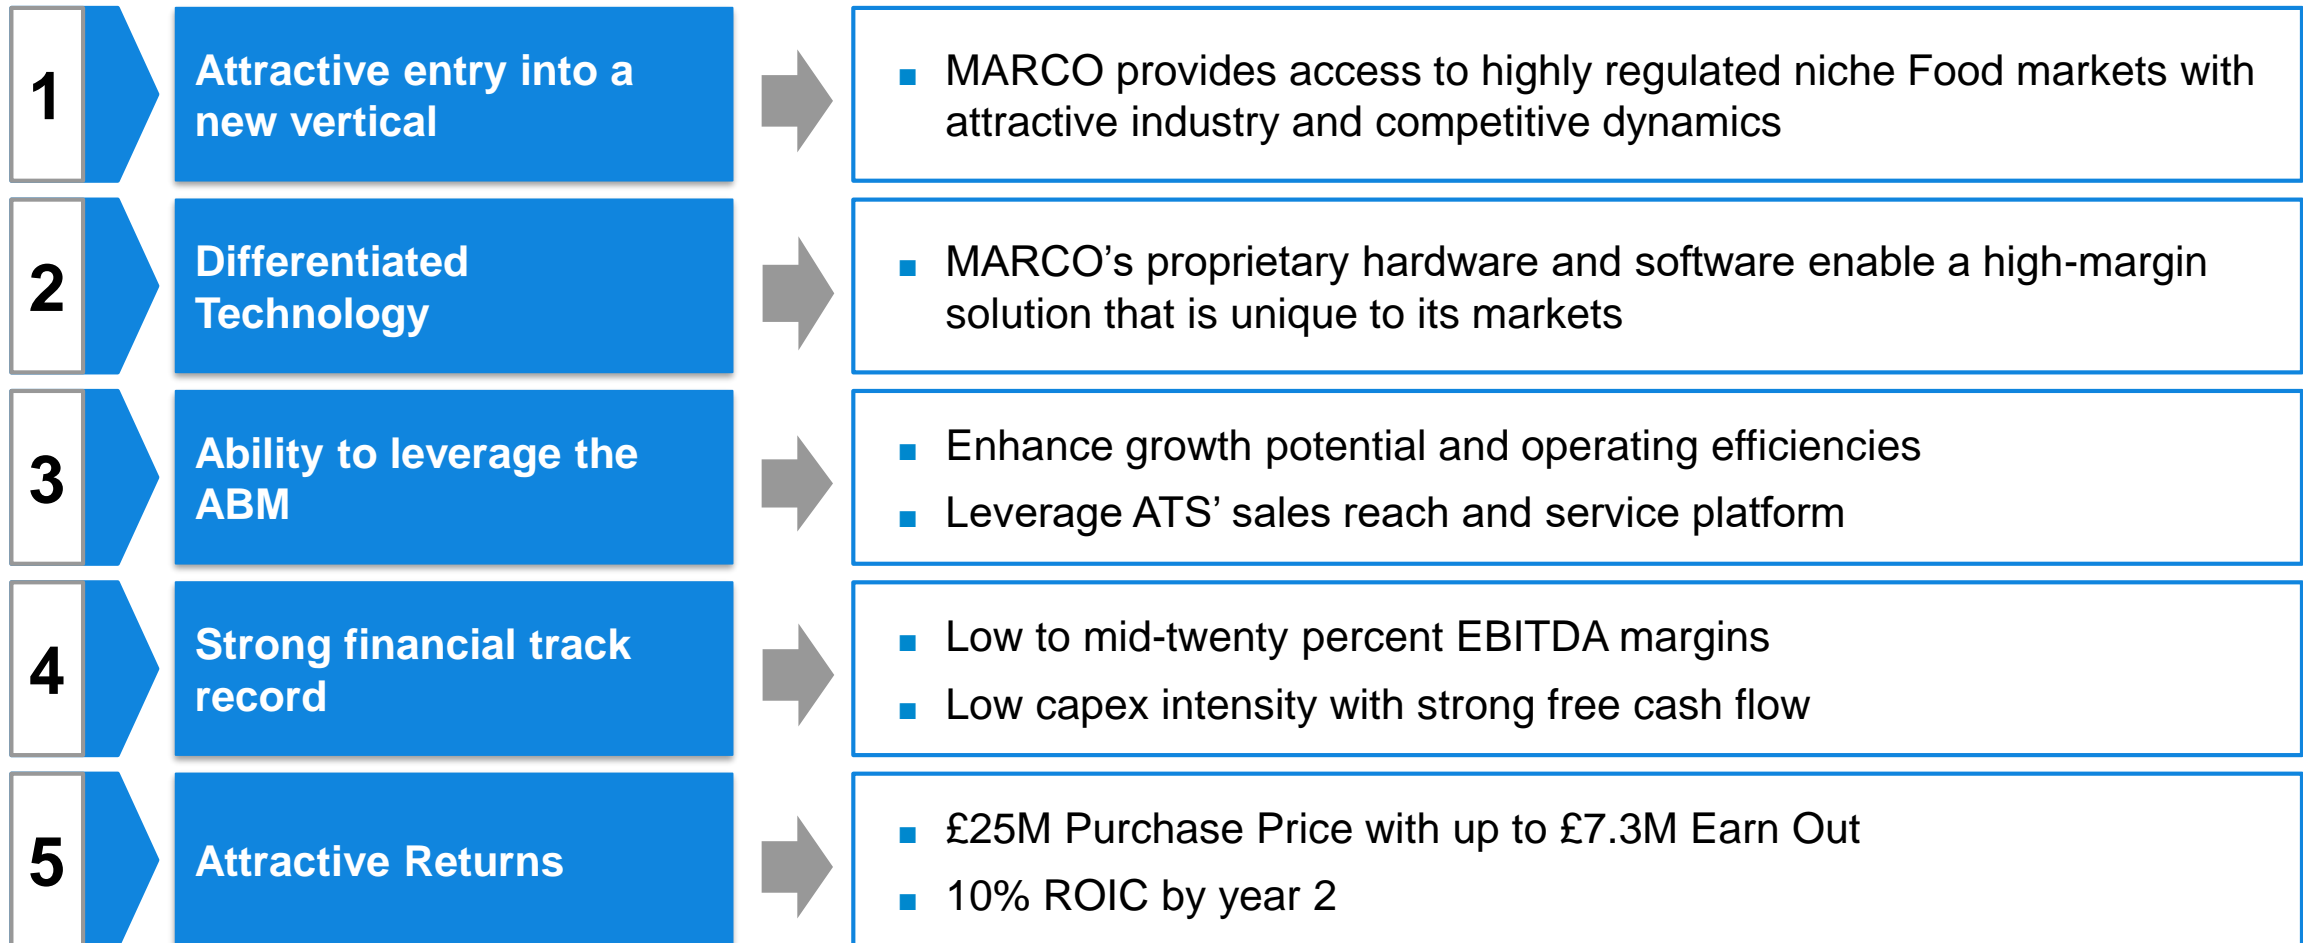 1
Attractive entry into a
new vertical
■ MARCO provides access to highly regulated niche Food markets with
attractive industry and competitive dynamics
2
Differentiated
Technology
■ MARCO’s proprietary hardware and software enable a high-margin
solution that is unique to its markets
3
Ability to leverage the
ABM
■ Enhance growth potential and operating efficiencies
■ Leverage ATS’ sales reach and service platform
4
Strong financial track
record
■ Low to mid-twenty percent EBITDA margins
■ Low capex intensity with strong free cash flow
5
Attractive Returns
■ £25M Purchase Price with up to £7.3M Earn Out
■ 10% ROIC by year 2